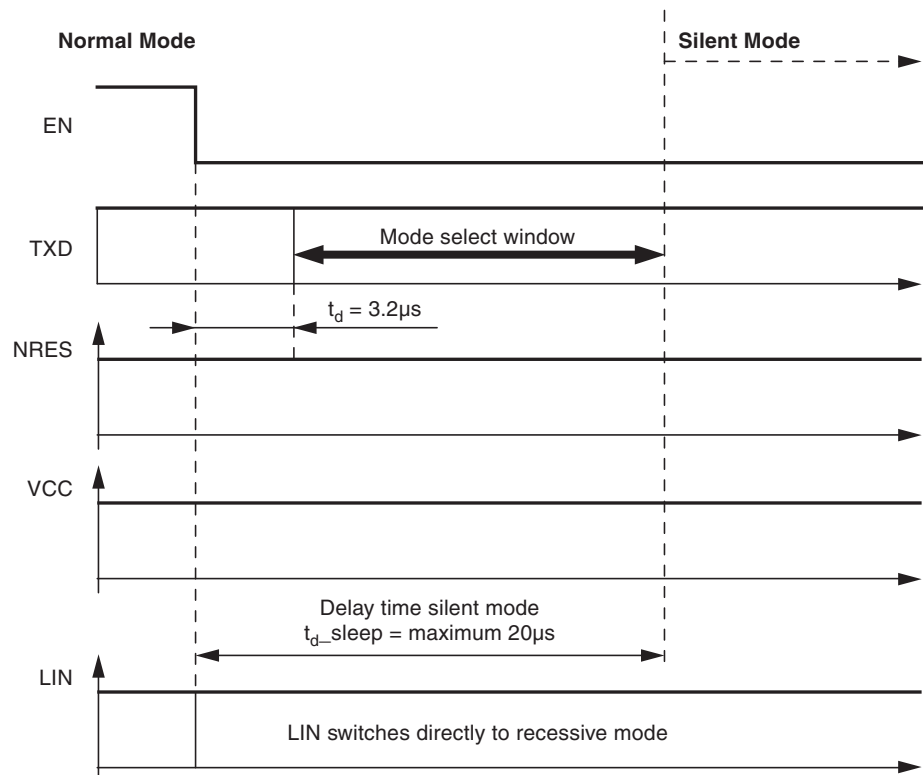 Normal Mode
Silent Mode
EN
TXD
Mode select window
t_d = 3.2µs
NRES
VCC
Delay time silent mode
t_d_sleep = maximum 20µs
LIN
LIN switches directly to recessive mode